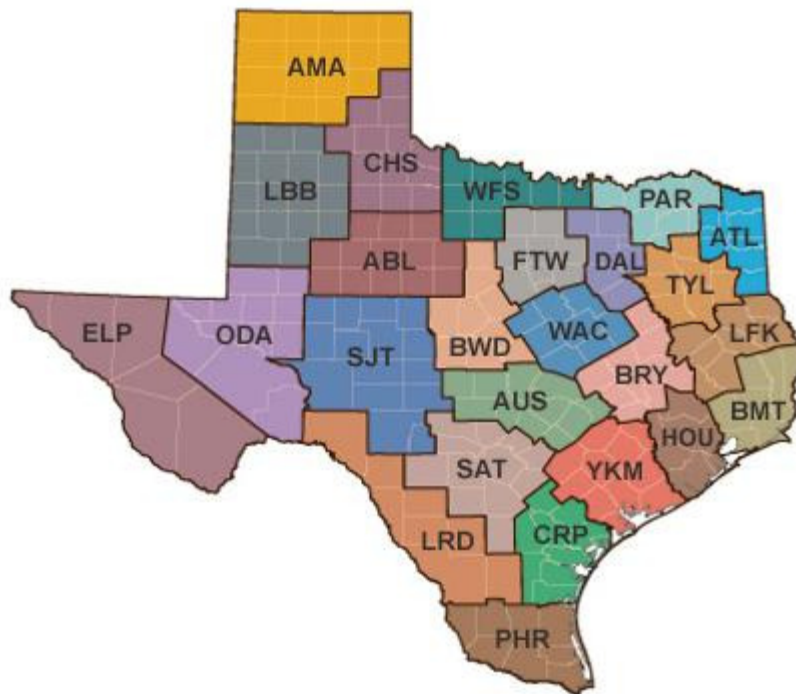 AMA
CHS
LBB
WFS
PAR
ATL
ABL
FTW
DAL
TYL
ELP
ODA
SJT
BWD
WAC
LFK
BRY
AUS
BMT
HOU
SAT
YKM
LRD
CRP
PHR